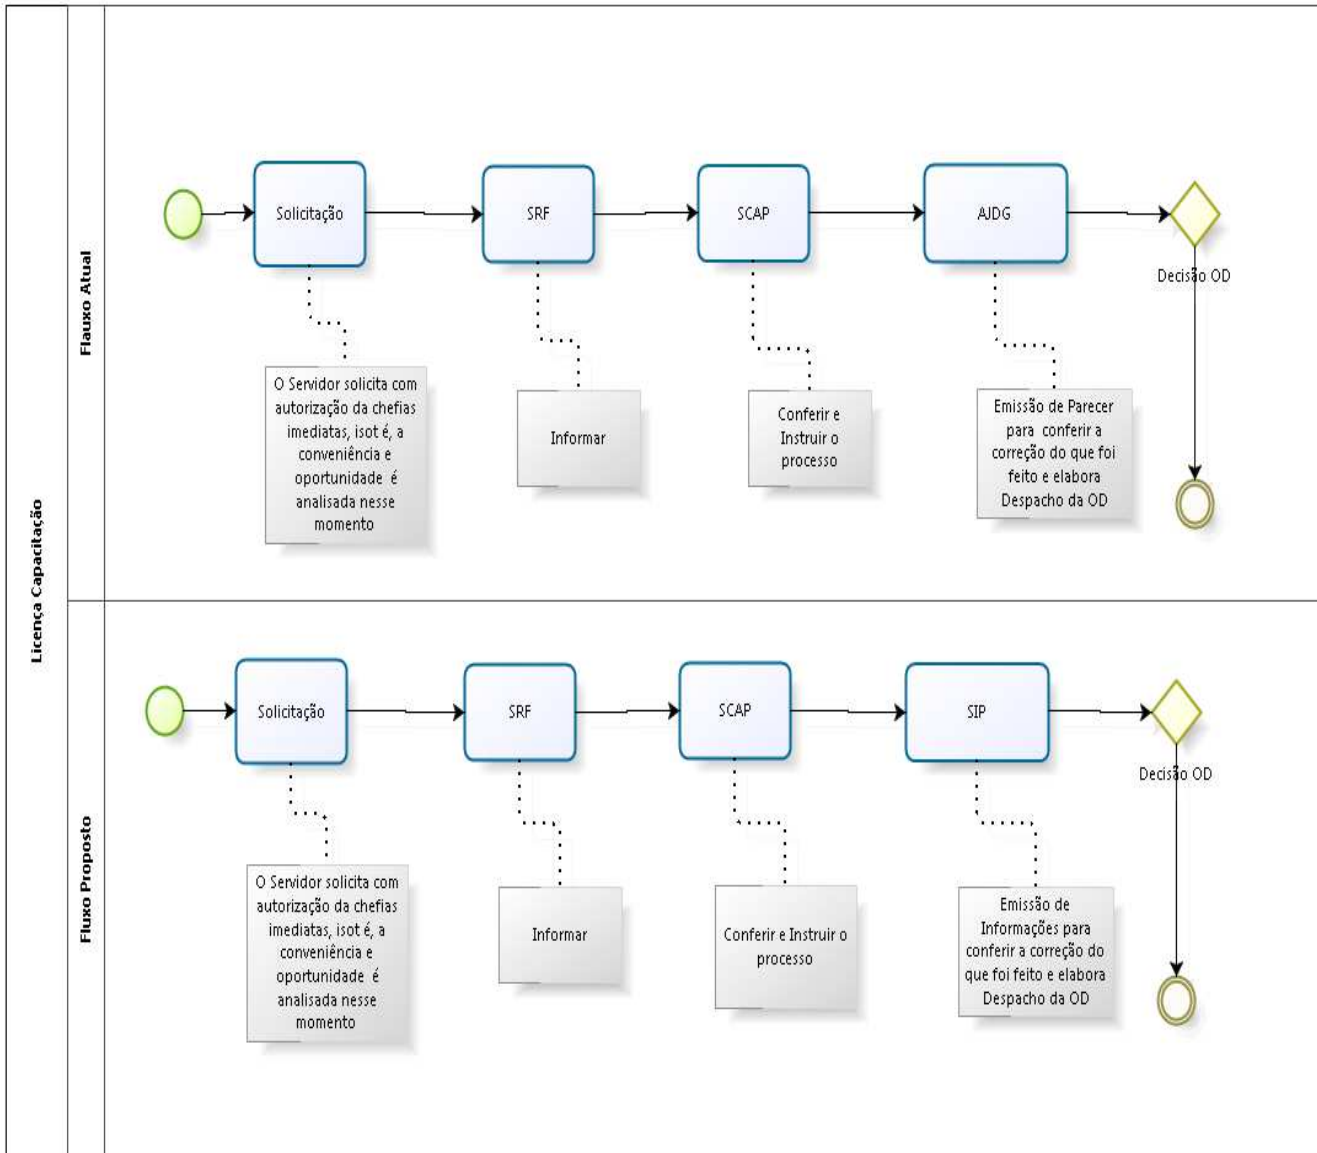 Licença Capacitação
Flauxo Atual
Solicitação
SRF
SCAP
AJDG
Decisão OD
O Servidor solicita com
autorização da chefias
imediatas, isot é, a
conveniência e
oportunidade é
analisada nesse
momento
Informar
Conferir e
Instruir o
processo
Emissão de Parecer
para conferir a
correção do que foi
feito e elabora
Despacho da OD
Fluxo Proposto
Solicitação
SRF
SCAP
SIP
Decisão OD
O Servidor solicita com
autorização da chefias
imediatas, isot é, a
conveniência e
oportunidade é
analisada nesse
momento
Informar
Conferir e Instruir o
processo
Emissão de
Informações para
conferir a correção do
que foi feito e elabora
Despacho da OD